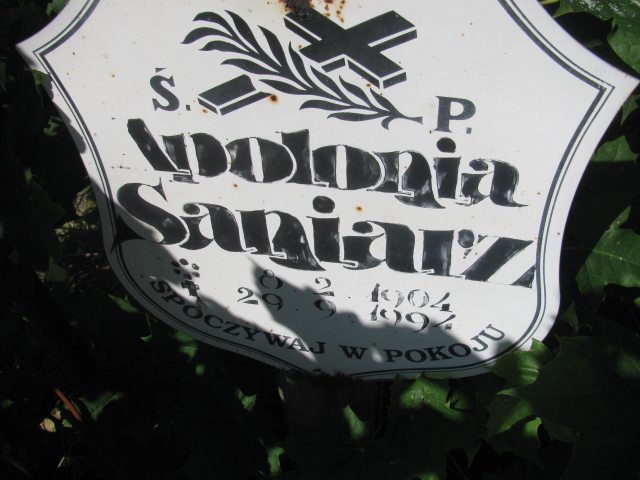 Ś. P.
Apolonia
Saniarz
8 2 1904
29 9 1994
SPOCZYWAJ W POKOJU